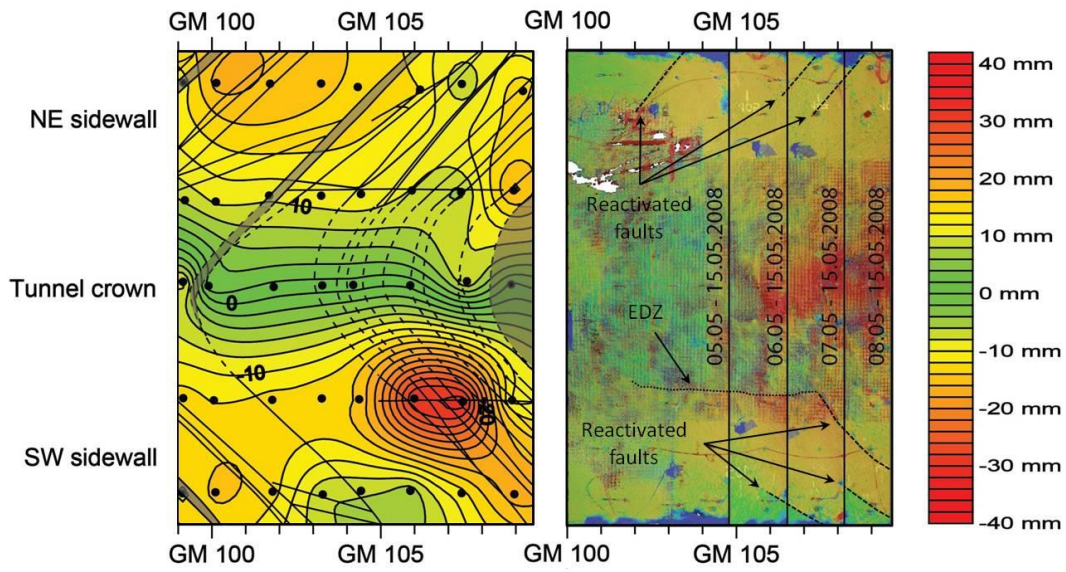 GM 100
GM 105
GM 100
GM 105
NE sidewall
Tunnel crown
SW sidewall
10
0
-10
GM 100
GM 105
Reactivated
faults
EDZ
Reactivated
faults
05.05 - 15.05.2008
06.05 - 15.05.2008
07.05 - 15.05.2008
08.05 - 15.05.2008
GM 100
GM 105
40 mm
30 mm
20 mm
10 mm
0 mm
-10 mm
-20 mm
-30 mm
-40 mm